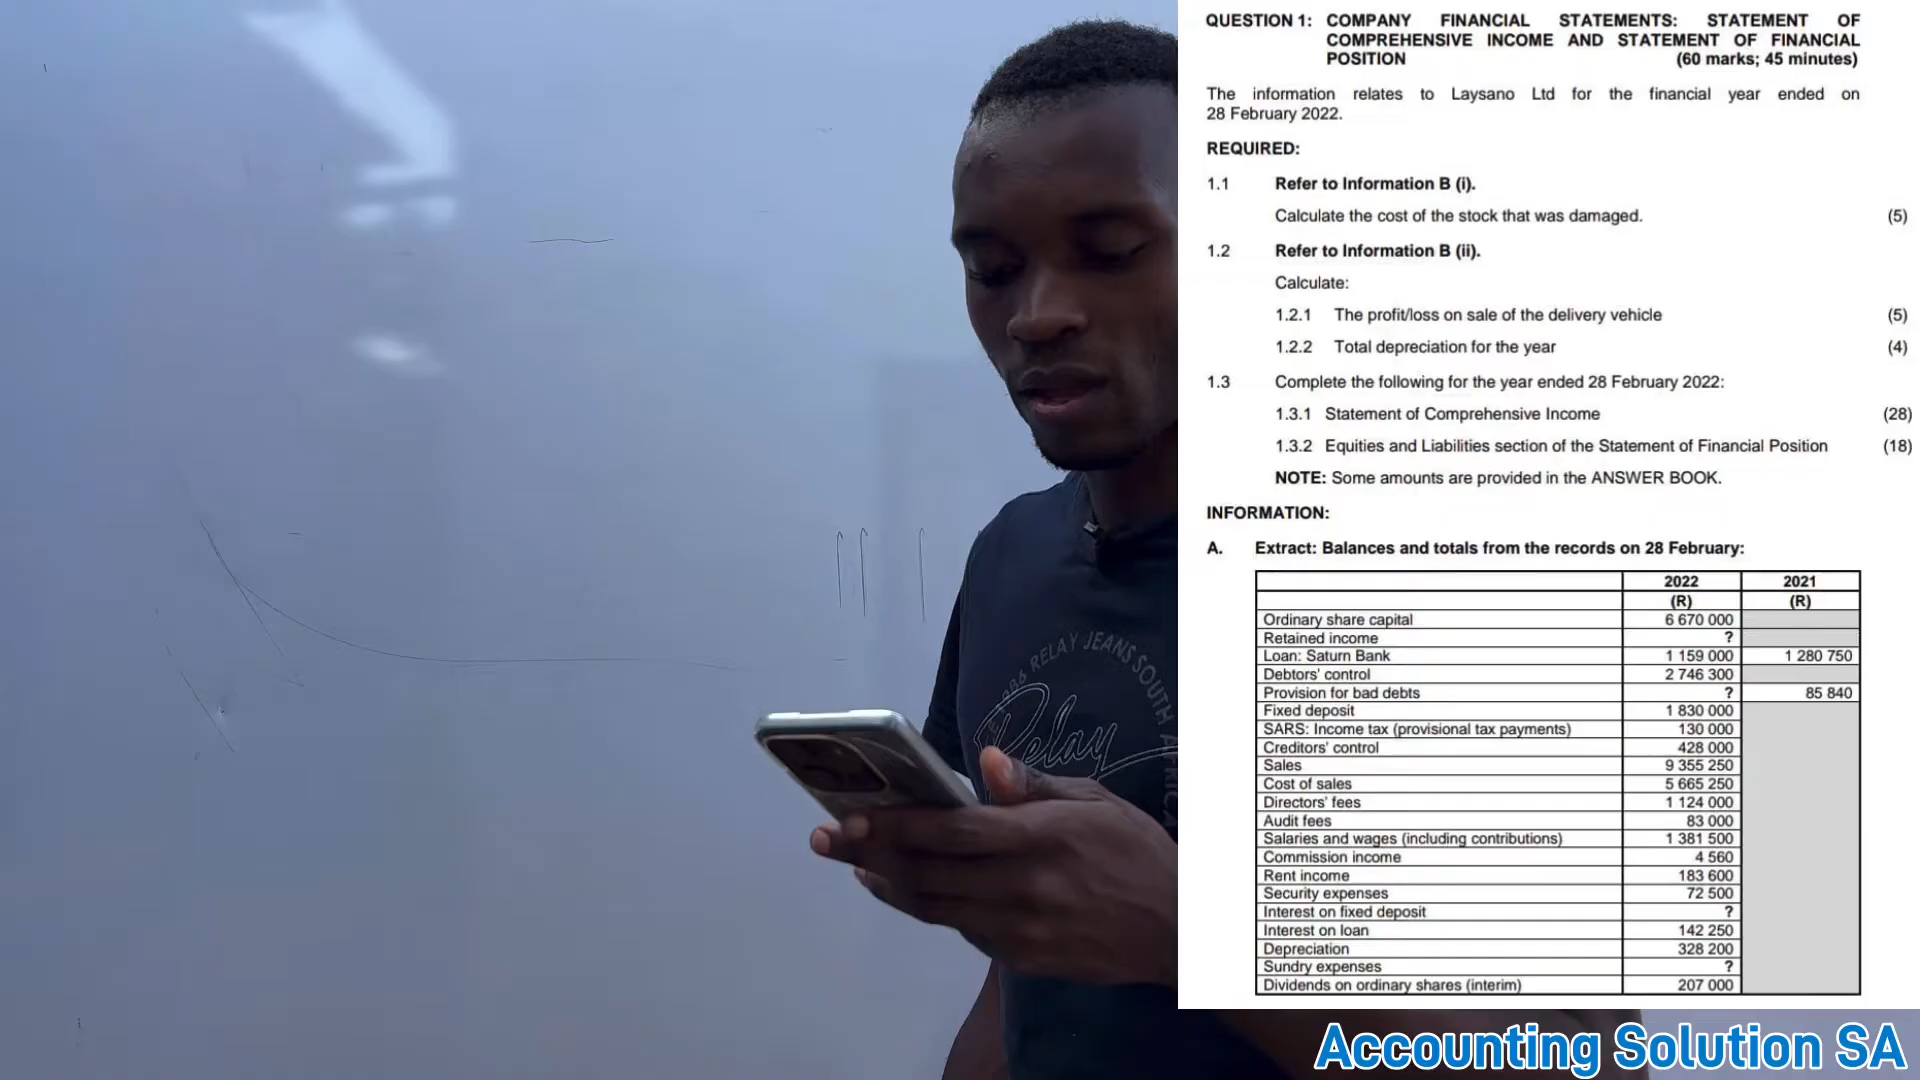 QUESTION 1: COMPANY FINANCIAL STATEMENTS: STATEMENT OF
COMPREHENSIVE INCOME AND STATEMENT OF FINANCIAL
POSITION (60 marks; 45 minutes)
The information relates to Laysano Ltd for the financial year ended on
28 February 2022.
REQUIRED:
1.1 Refer to Information B (i).
Calculate the cost of the stock that was damaged. (5)
1.2 Refer to Information B (ii).
Calculate:
1.2.1 The profit/loss on sale of the delivery vehicle (5)
1.2.2 Total depreciation for the year (4)
1.3 Complete the following for the year ended 28 February 2022:
1.3.1 Statement of Comprehensive Income (28)
1.3.2 Equities and Liabilities section of the Statement of Financial Position (18)
NOTE: Some amounts are provided in the ANSWER BOOK.
INFORMATION:
A. Extract: Balances and totals from the records on 28 February:
2022 2021
(R) (R)
Ordinary share capital 6 670 000
Retained income ?
Loan: Saturn Bank 1 159 000 1 280 750
Debtors' control 2 746 300
Provision for bad debts ? 85 840
Fixed deposit 1 830 000
SARS: Income tax (provisional tax payments) 130 000
Creditors' control 428 000
Sales 9 355 250
Cost of sales 5 665 250
Directors' fees 1 124 000
Audit fees 83 000
Salaries and wages (including contributions) 1 381 500
Commission income 4 560
Rent income 183 600
Security expenses 72 500
Interest on fixed deposit ?
Interest on loan 142 250
Depreciation 328 200
Sundry expenses ?
Dividends on ordinary shares (interim) 207 000
RELAY JEANS SOUTH AFRICA
Relay
Accounting Solution SA